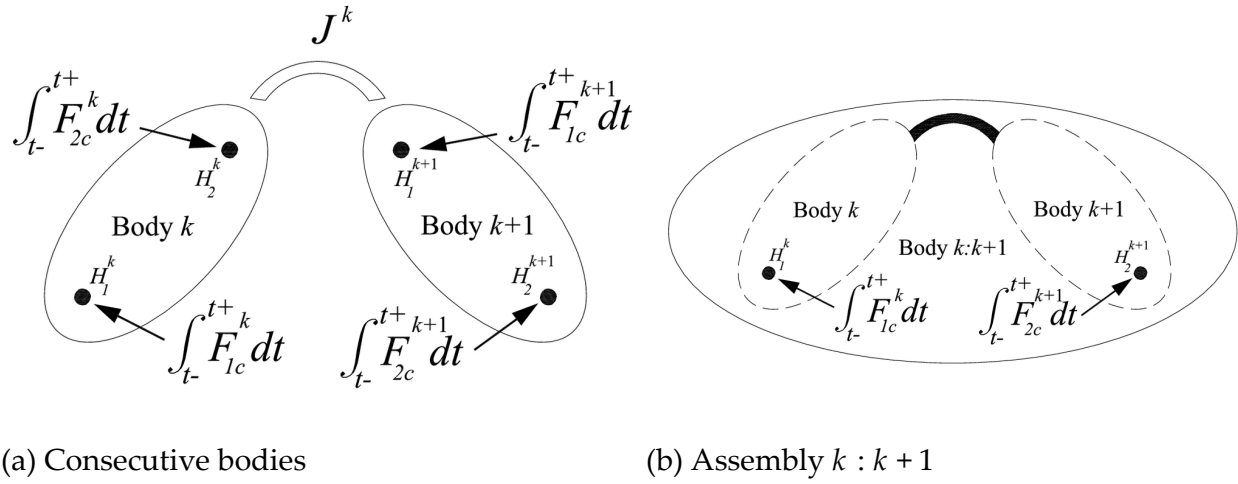 J^k
∫_{t-}^{t+} F_{2c}^k dt
∫_{t-}^{t+} F_{1c}^{k+1} dt
H_2^k
H_1^{k+1}
Body k
Body k+1
H_1^k
H_2^{k+1}
∫_{t-}^{t+} F_{1c}^k dt
∫_{t-}^{t+} F_{2c}^{k+1} dt
(a) Consecutive bodies
Body k
Body k+1
Body k:k+1
H_1^k
H_2^{k+1}
∫_{t-}^{t+} F_{1c}^k dt
∫_{t-}^{t+} F_{2c}^{k+1} dt
(b) Assembly k : k + 1